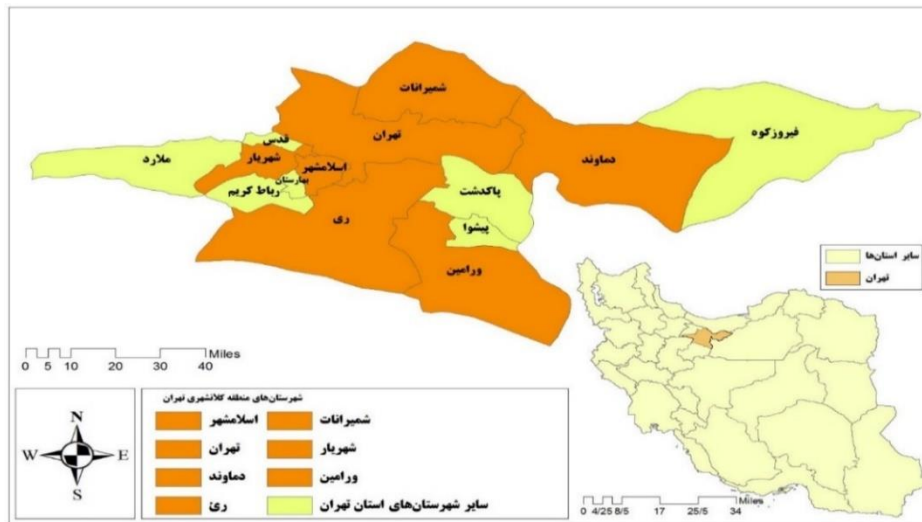 شمیرانات
تهران
قدس
شهریار
اسلامشهر
ملارد
بهارستان
رباط کریم
ری
پاکدشت
پیشوا
ورامین
دماوند
فیروزکوه
سایر استان‌ها
تهران
Miles
0 5 10 20 30 40
N
W E
S
شهرستان‌های منطقه کلانشهری تهران
شمیرانات اسلامشهر
شهریار تهران
ورامین دماوند
سایر شهرستان‌های استان تهران رئ
Miles
0 4/25 8/5 17 25/5 34